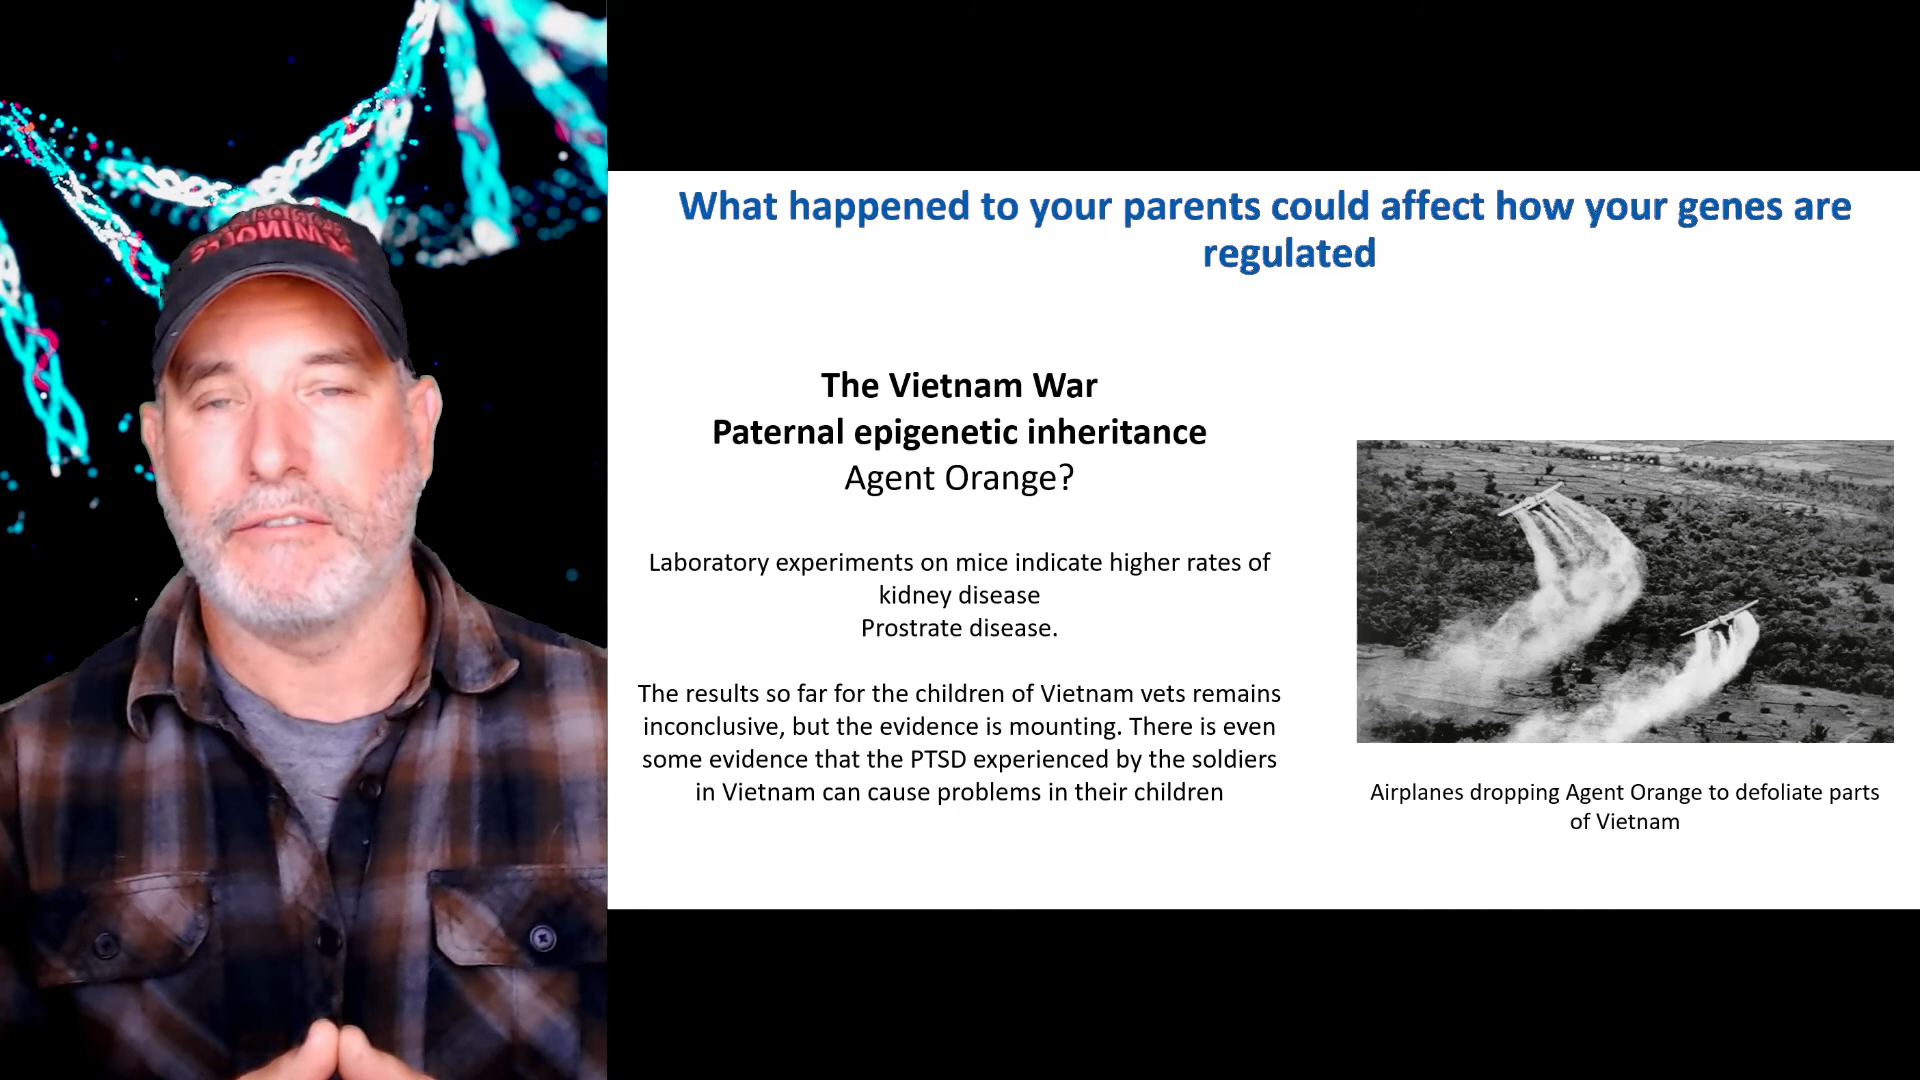 What happened to your parents could affect how your genes are
regulated
The Vietnam War
Paternal epigenetic inheritance
Agent Orange?
Laboratory experiments on mice indicate higher rates of
kidney disease
Prostrate disease.
The results so far for the children of Vietnam vets remains
inconclusive, but the evidence is mounting. There is even
some evidence that the PTSD experienced by the soldiers
in Vietnam can cause problems in their children
Airplanes dropping Agent Orange to defoliate parts
of Vietnam